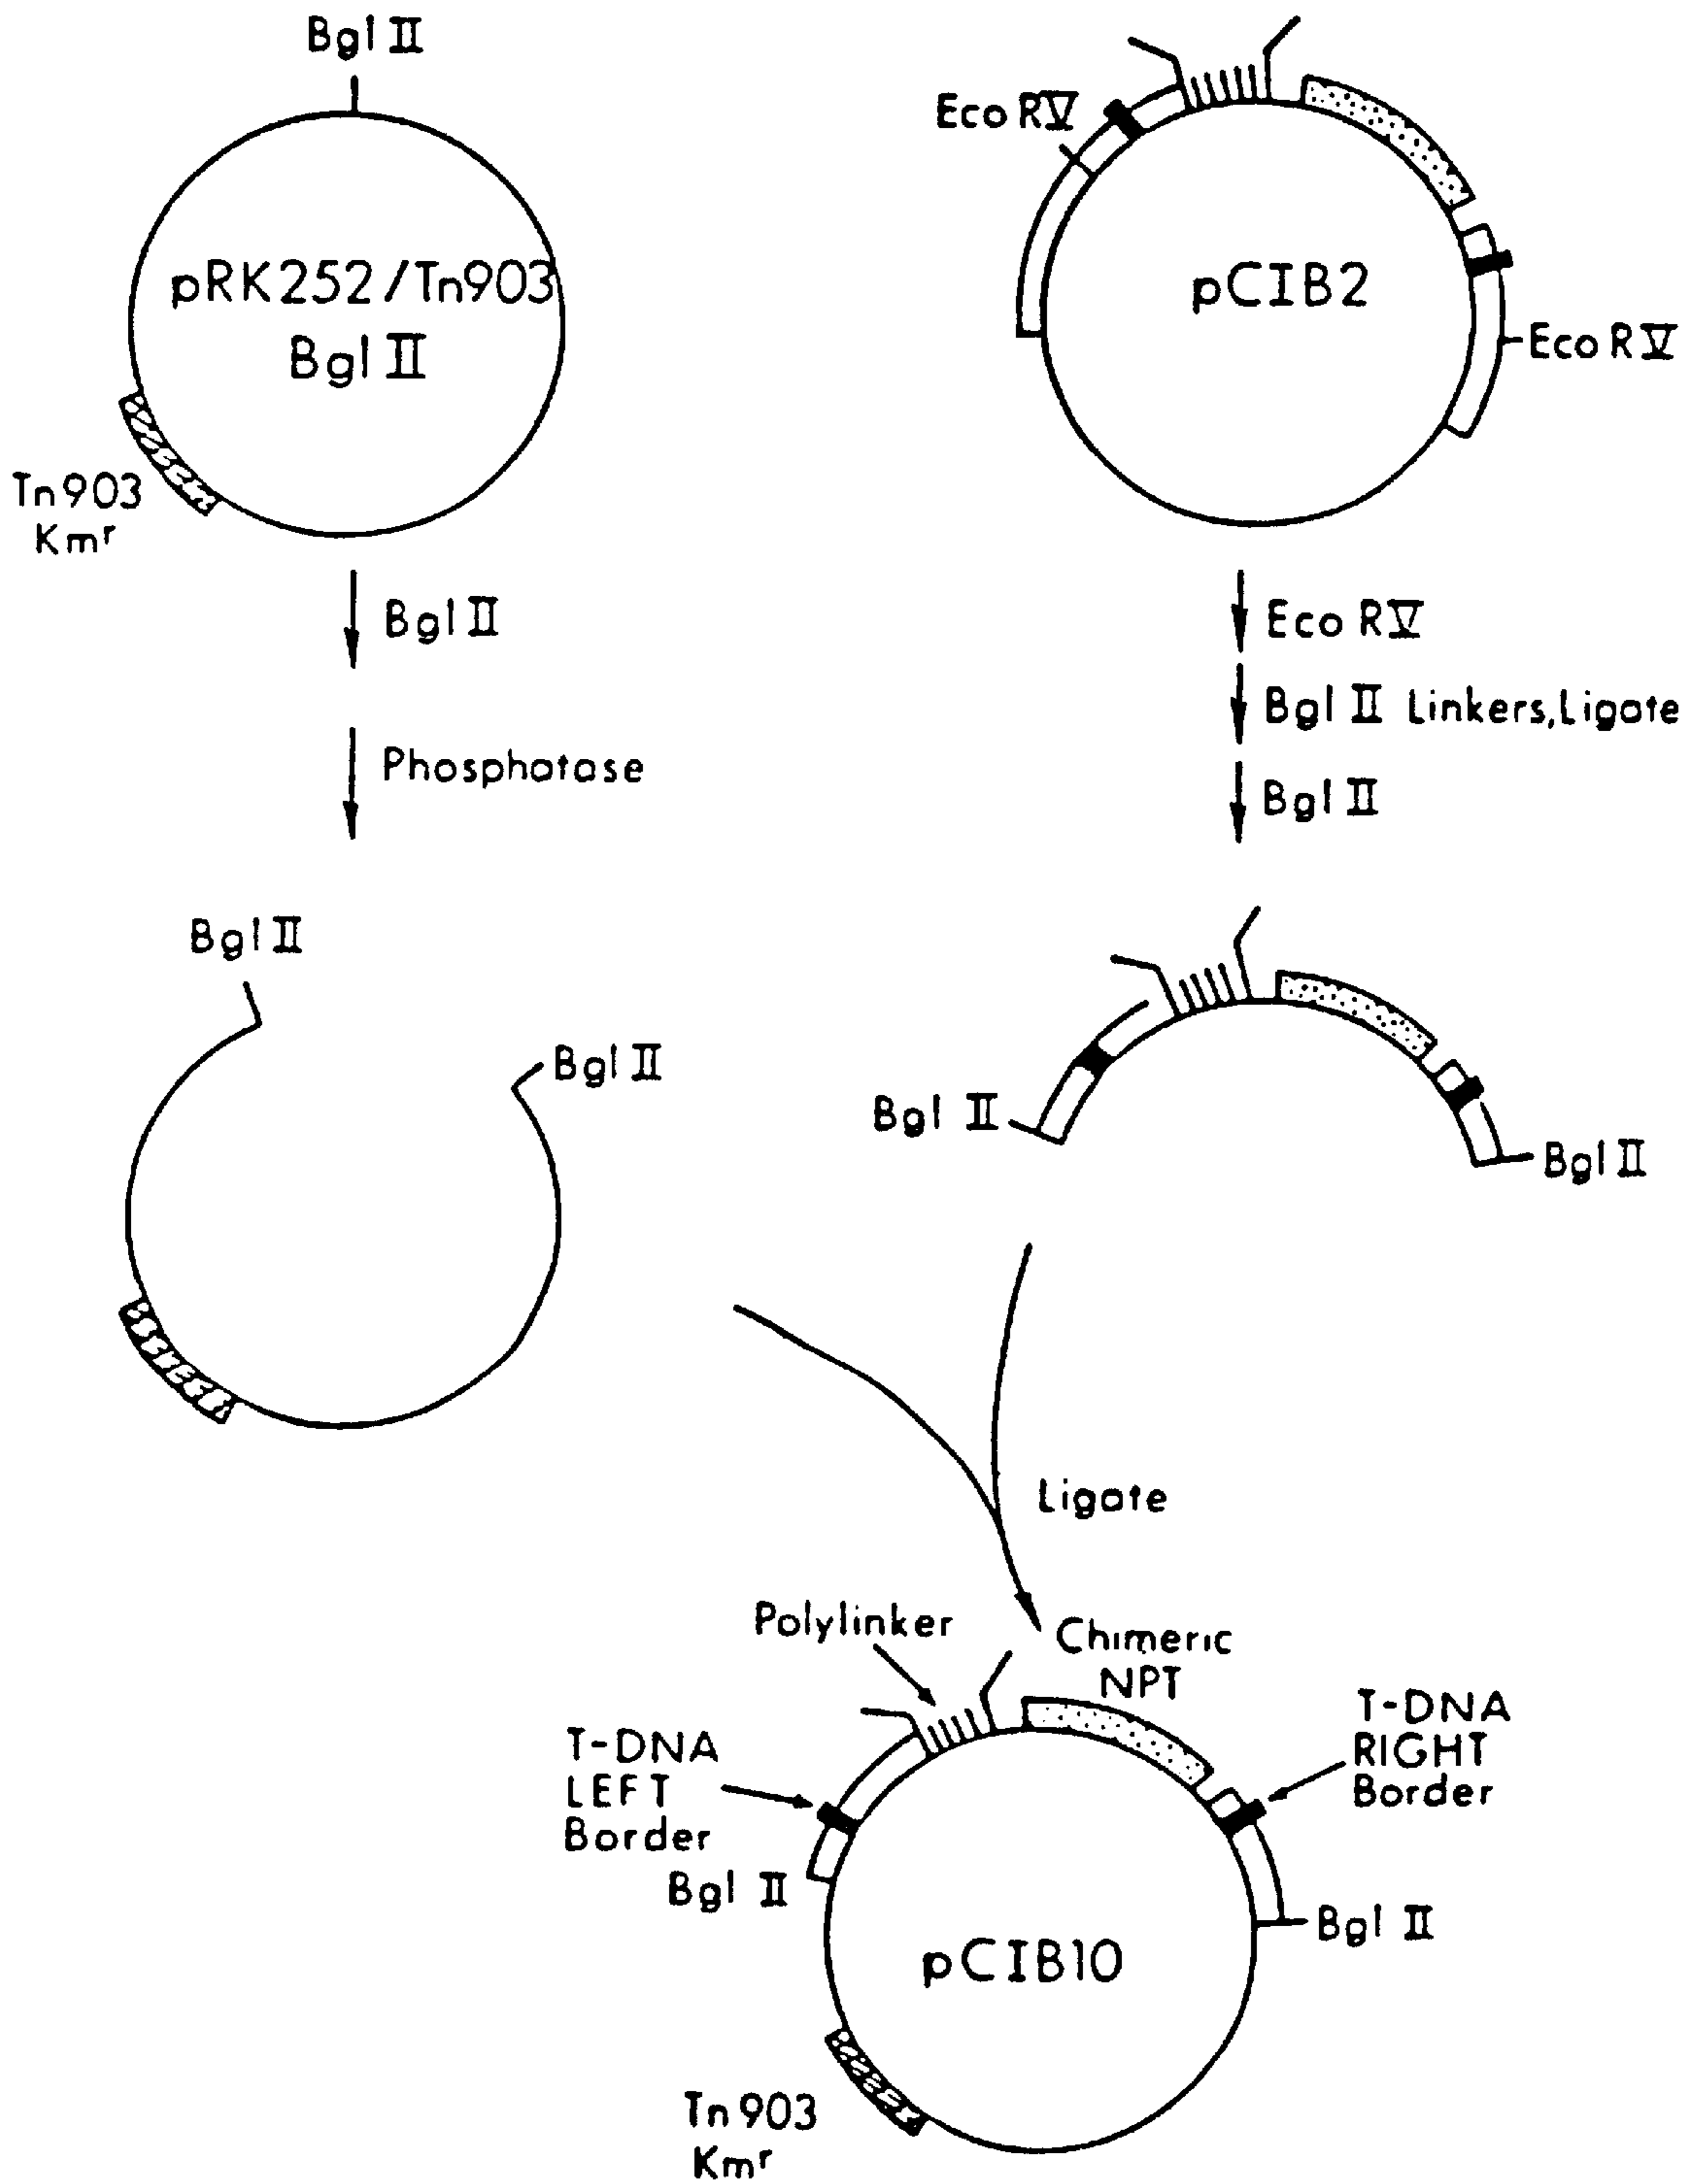 Bgl II
pRK252/Tn903
Bgl II
Tn903
Kmr
Bgl II
Phosphatase
Eco RV
pCIB2
Eco RV
Eco RV
Bgl II Linkers, Ligate
Bgl II
Bgl II
Bgl II
Bgl II
Bgl II
Ligate
Polylinker
Chimeric
NPT
T-DNA
LEFT
Border
T-DNA
RIGHT
Border
Bgl II
Bgl II
pCIB10
Tn903
Kmr